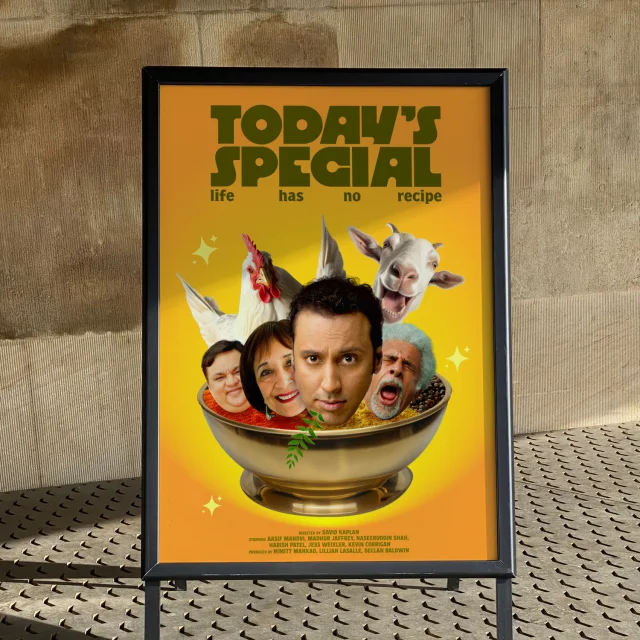 TODAY'S
SPECIAL
life has no recipe
DIRECTED BY DAVID KAPLAN
STARRING AASIF MANDVI, MADHUR JAFFREY, NASEERUDDIN SHAH,
HARISH PATEL, JESS WEIXLER, KEVIN CORRIGAN
PRODUCED BY NIMITT MANKAD, LILLIAN LASALLE, DECLAN BALDWIN